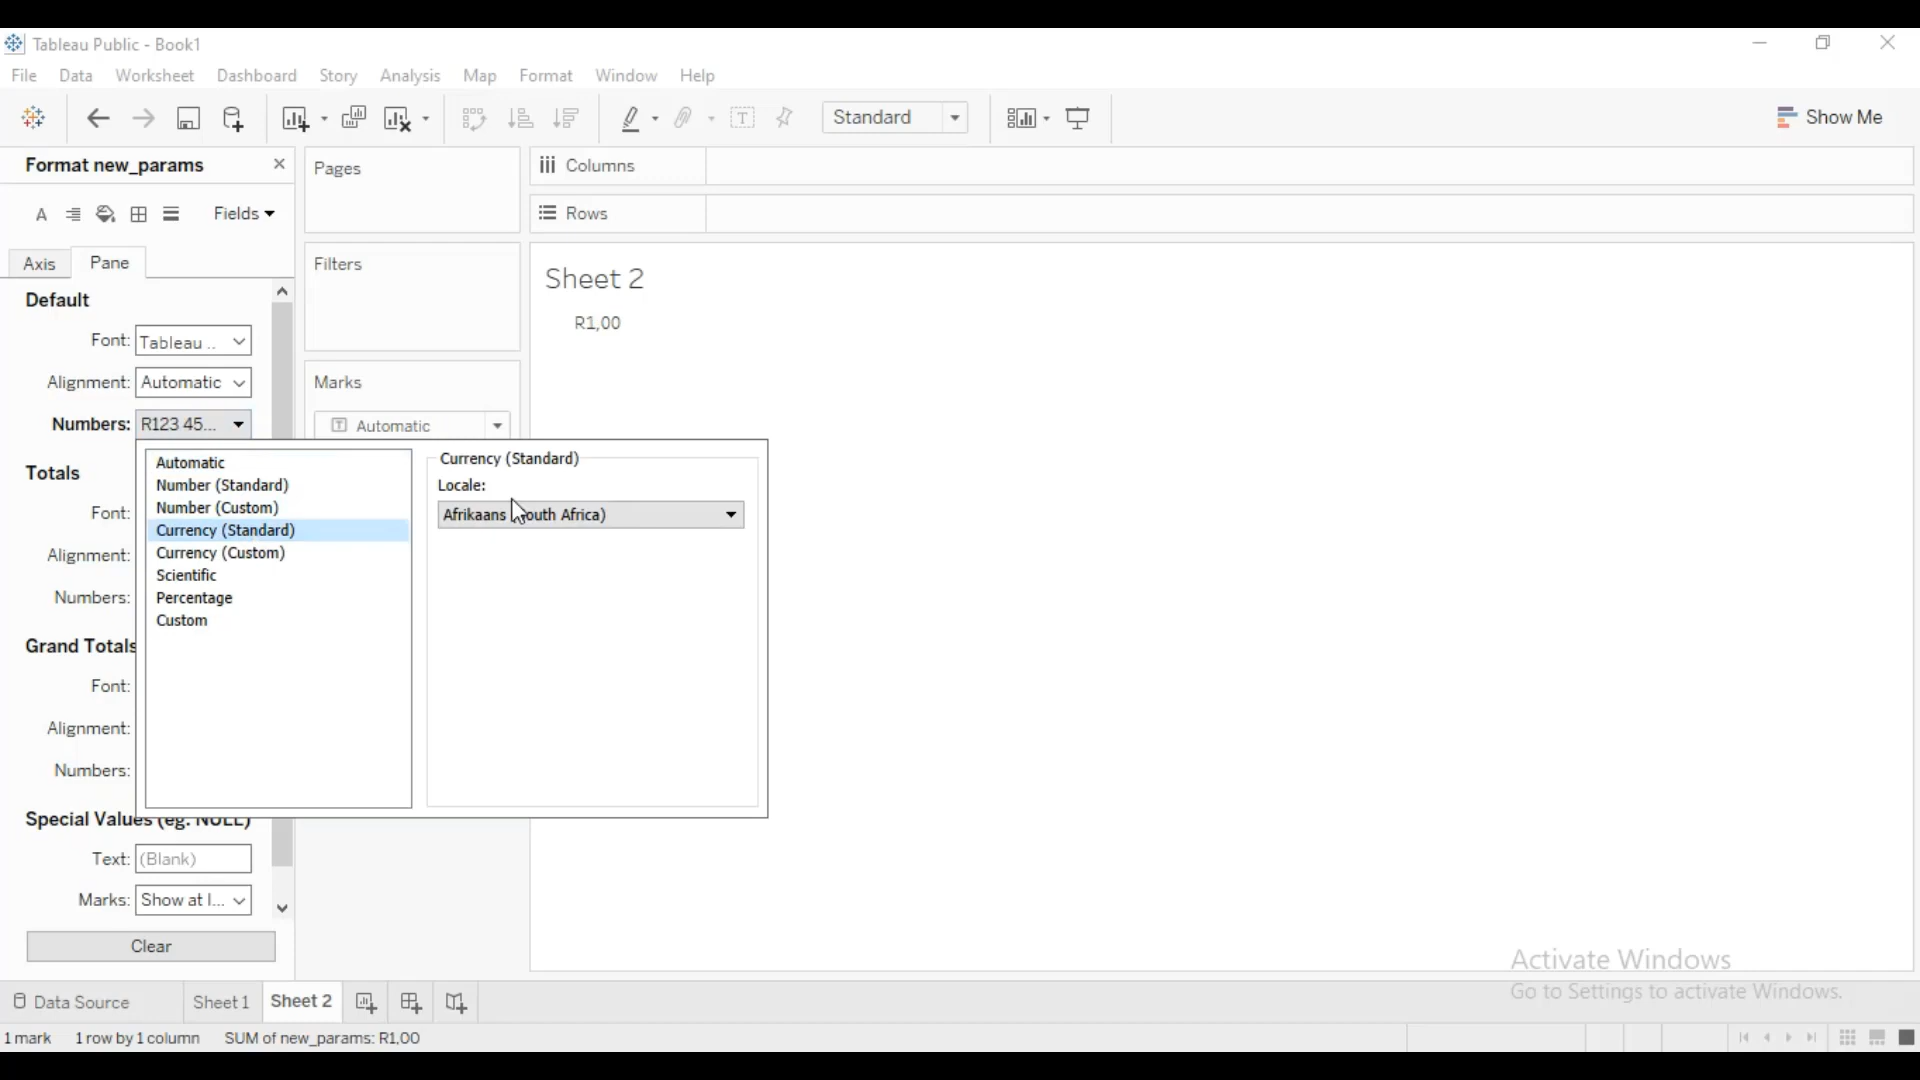 Tableau Public - Book1
File Data Worksheet Dashboard Story Analysis Map Format Window Help
Standard
Show Me
Format new_params
Fields
Axis Pane
Default
Font: Tableau ..
Alignment: Automatic
Numbers: R123 45...
Totals
Font:
Alignment:
Numbers:
Grand Totals
Font:
Alignment:
Numbers:
Special Values (eg. NULL)
Text: (Blank)
Marks: Show at I...
Clear
Pages
Filters
Marks
Automatic
Columns
Rows
Sheet 2
R1,00
Automatic
Number (Standard)
Number (Custom)
Currency (Standard)
Currency (Custom)
Scientific
Percentage
Custom
Currency (Standard)
Locale:
Afrikaans (South Africa)
Activate Windows
Go to Settings to activate Windows.
Data Source Sheet 1 Sheet 2
1 mark 1 row by 1 column SUM of new_params: R1,00